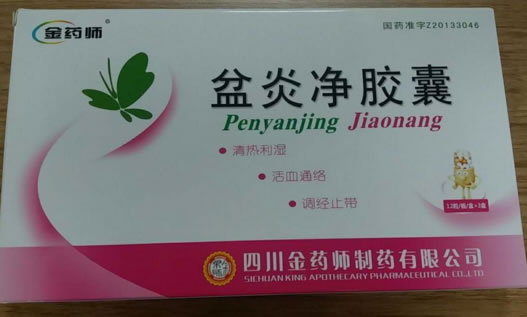 金药师
国药准字Z20133046
盆炎净胶囊
Penyanjing Jiaonang
清热利湿
活血通络
调经止带
四川金药师制药有限公司
SICHUAN KING APOTHECARY PHARMACEUTICAL CO.,LTD